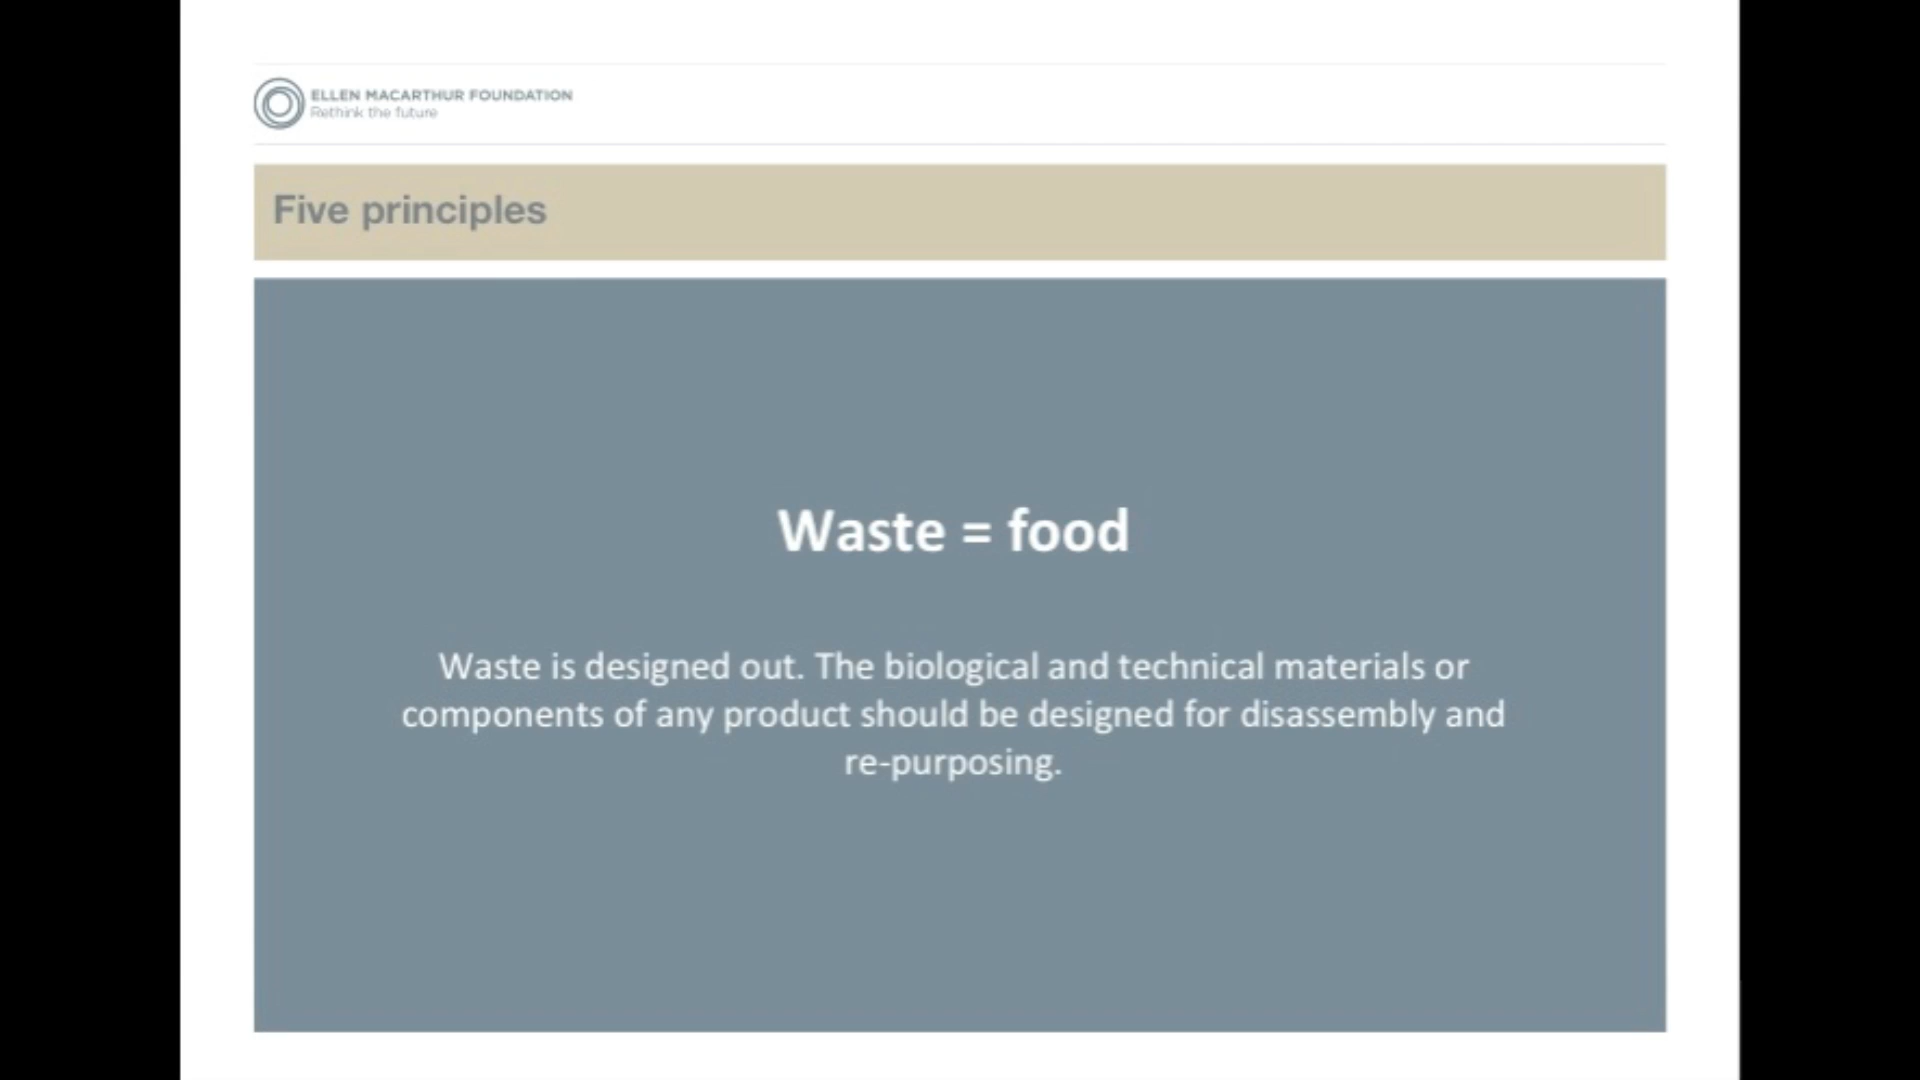 ELLEN MACARTHUR FOUNDATION
Rethink the future
Five principles
Waste = food
Waste is designed out. The biological and technical materials or
components of any product should be designed for disassembly and
re-purposing.